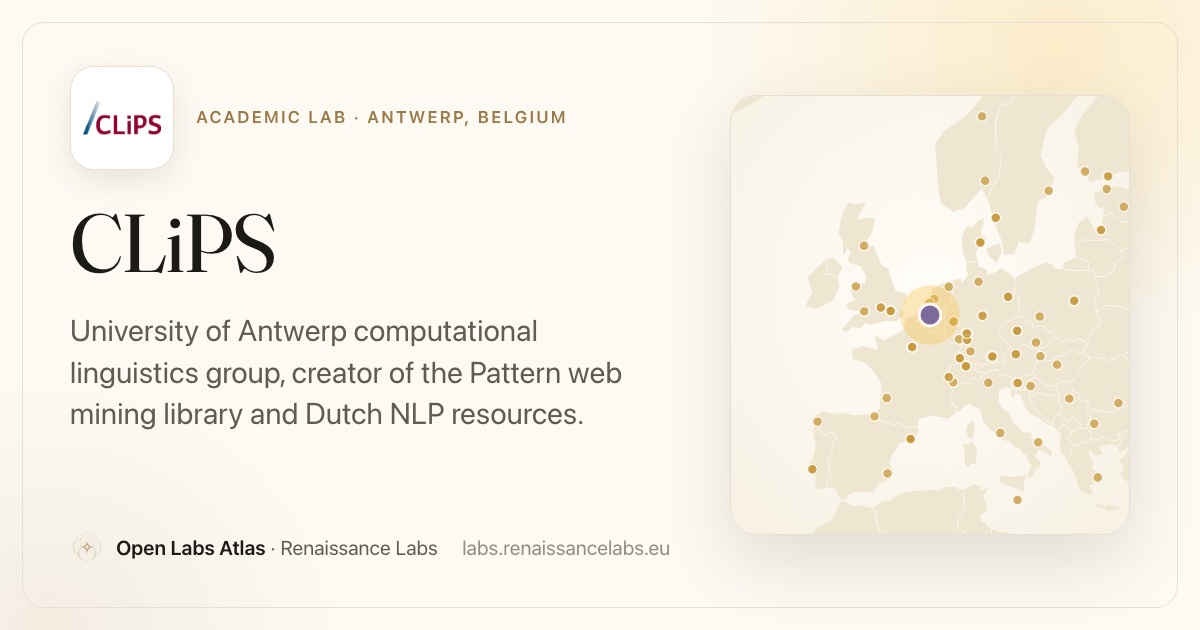 CLiPS
ACADEMIC LAB · ANTWERP, BELGIUM
CLiPS
University of Antwerp computational
linguistics group, creator of the Pattern web
mining library and Dutch NLP resources.
Open Labs Atlas · Renaissance Labs labs.renaissancelabs.eu